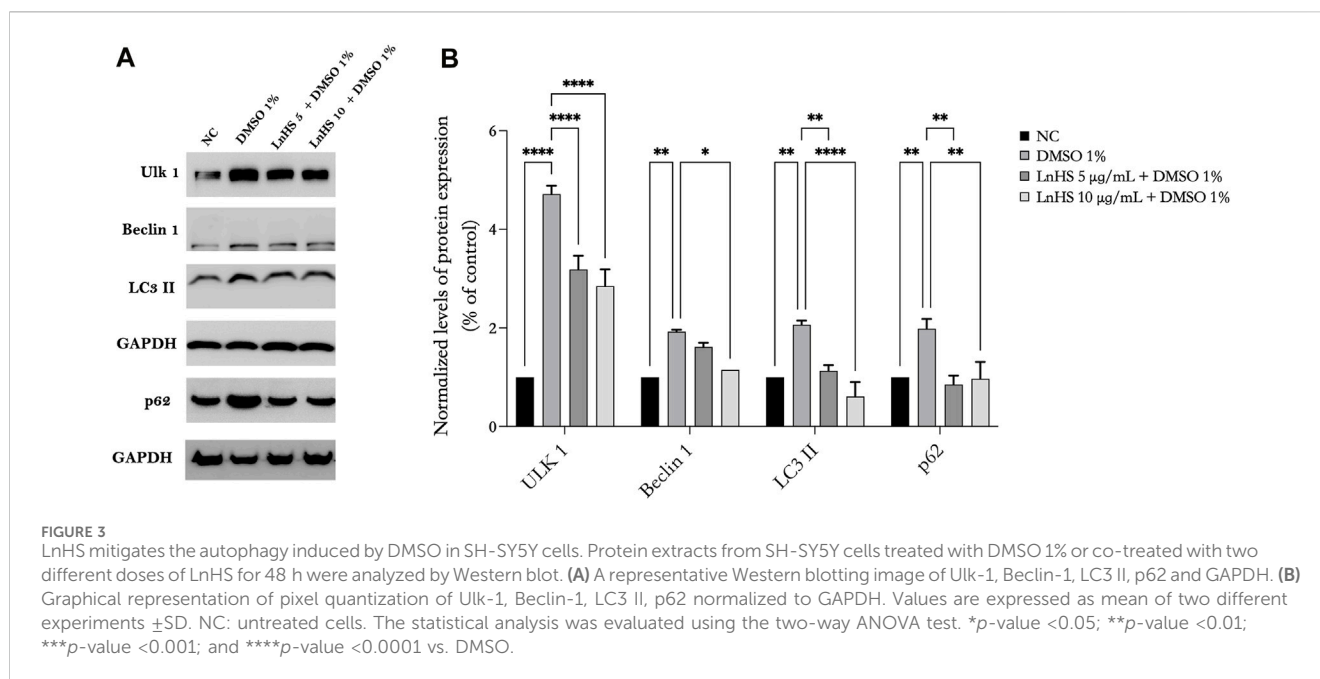 A
NC
DMSO 1%
LnHS 5 + DMSO 1%
LnHS 10 + DMSO 1%
Ulk 1
Beclin 1
LC3 II
GAPDH
p62
GAPDH
B
Normalized levels of protein expression
(% of control)
6
4
2
0
**** **** ****
** *
** ** ****
** ** **
ULK 1
Beclin 1
LC3 II
p62
NC
DMSO 1%
LnHS 5 µg/mL + DMSO 1%
LnHS 10 µg/mL + DMSO 1%
FIGURE 3
LnHS mitigates the autophagy induced by DMSO in SH-SY5Y cells. Protein extracts from SH-SY5Y cells treated with DMSO 1% or co-treated with two
different doses of LnHS for 48 h were analyzed by Western blot. (A) A representative Western blotting image of Ulk-1, Beclin-1, LC3 II, p62 and GAPDH. (B)
Graphical representation of pixel quantization of Ulk-1, Beclin-1, LC3 II, p62 normalized to GAPDH. Values are expressed as mean of two different
experiments ±SD. NC: untreated cells. The statistical analysis was evaluated using the two-way ANOVA test. *p-value <0.05; **p-value <0.01;
***p-value <0.001; and ****p-value <0.0001 vs. DMSO.